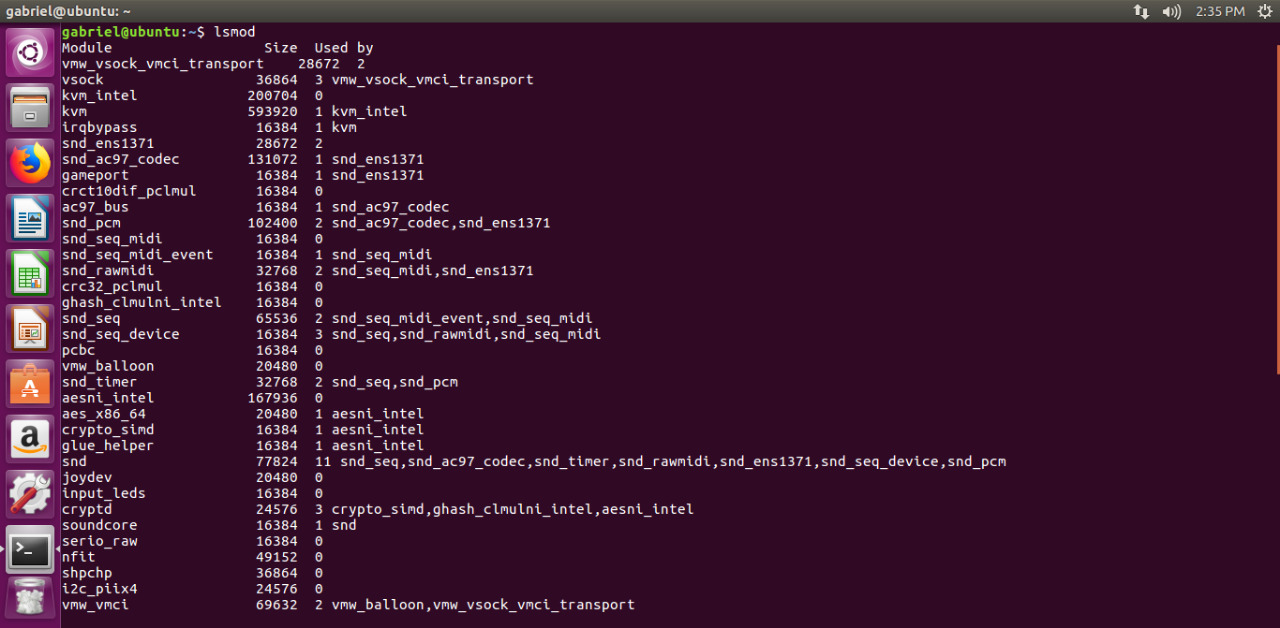 gabriel@ubuntu: ~
2:35 PM
gabriel@ubuntu:~$ lsmod
Module                  Size  Used by
vmw_vsock_vmci_transport    28672  2
vsock                  36864  3 vmw_vsock_vmci_transport
kvm_intel             200704  0
kvm                   593920  1 kvm_intel
irqbypass              16384  1 kvm
snd_ens1371            28672  2
snd_ac97_codec        131072  1 snd_ens1371
gameport               16384  1 snd_ens1371
crct10dif_pclmul       16384  0
ac97_bus               16384  1 snd_ac97_codec
snd_pcm               102400  2 snd_ac97_codec,snd_ens1371
snd_seq_midi           16384  0
snd_seq_midi_event     16384  1 snd_seq_midi
snd_rawmidi            32768  2 snd_seq_midi,snd_ens1371
crc32_pclmul           16384  0
ghash_clmulni_intel    16384  0
snd_seq                65536  2 snd_seq_midi_event,snd_seq_midi
snd_seq_device         16384  3 snd_seq,snd_rawmidi,snd_seq_midi
pcbc                   16384  0
vmw_balloon            20480  0
snd_timer              32768  2 snd_seq,snd_pcm
aesni_intel           167936  0
aes_x86_64             20480  1 aesni_intel
crypto_simd            16384  1 aesni_intel
glue_helper            16384  1 aesni_intel
snd                    77824  11 snd_seq,snd_ac97_codec,snd_timer,snd_rawmidi,snd_ens1371,snd_seq_device,snd_pcm
joydev                 20480  0
input_leds             16384  0
cryptd                 24576  3 crypto_simd,ghash_clmulni_intel,aesni_intel
soundcore              16384  1 snd
serio_raw              16384  0
nfit                   49152  0
shpchp                 36864  0
i2c_piix4              24576  0
vmw_vmci               69632  2 vmw_balloon,vmw_vsock_vmci_transport